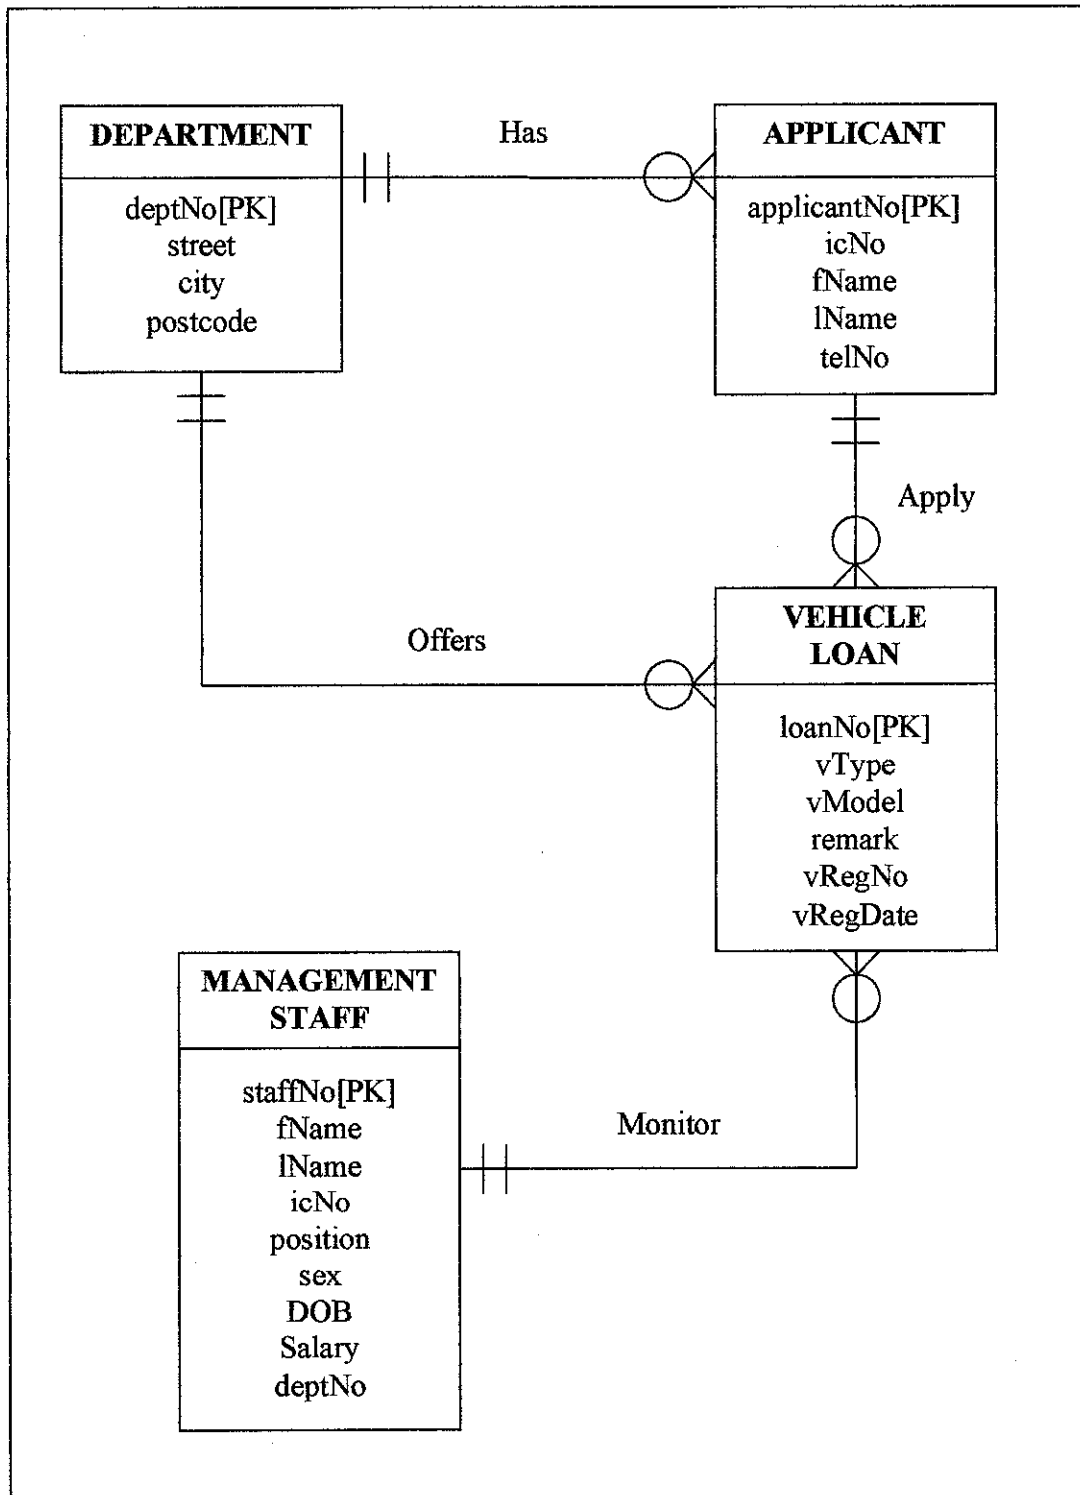 DEPARTMENT
deptNo[PK]
street
city
postcode
Has
APPLICANT
applicantNo[PK]
icNo
fName
lName
telNo
Apply
Offers
VEHICLE
LOAN
loanNo[PK]
vType
vModel
remark
vRegNo
vRegDate
MANAGEMENT
STAFF
staffNo[PK]
fName
lName
icNo
position
sex
DOB
Salary
deptNo
Monitor